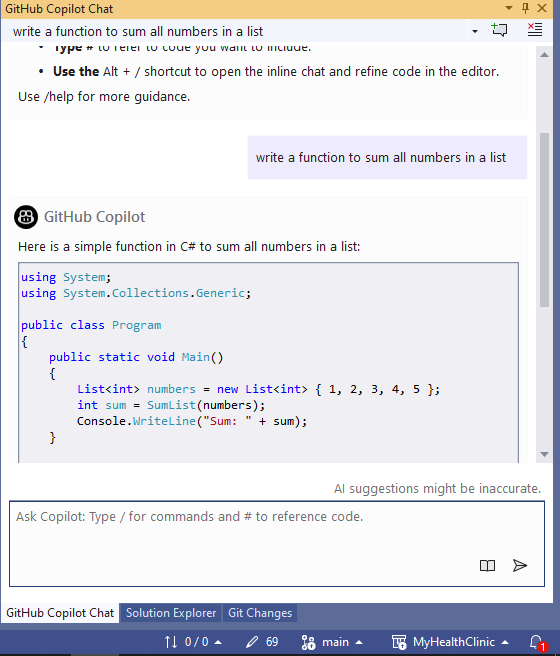 GitHub Copilot Chat
write a function to sum all numbers in a list
• Type # to refer to code you want to include.
• Use the Alt + / shortcut to open the inline chat and refine code in the editor.
Use /help for more guidance.
write a function to sum all numbers in a list
GitHub Copilot
Here is a simple function in C# to sum all numbers in a list:
using System;
using System.Collections.Generic;
public class Program
{
    public static void Main()
    {
        List<int> numbers = new List<int> { 1, 2, 3, 4, 5 };
        int sum = SumList(numbers);
        Console.WriteLine("Sum: " + sum);
    }
AI suggestions might be inaccurate.
Ask Copilot: Type / for commands and # to reference code.
GitHub Copilot Chat Solution Explorer Git Changes
0 / 0 69 main MyHealthClinic 1